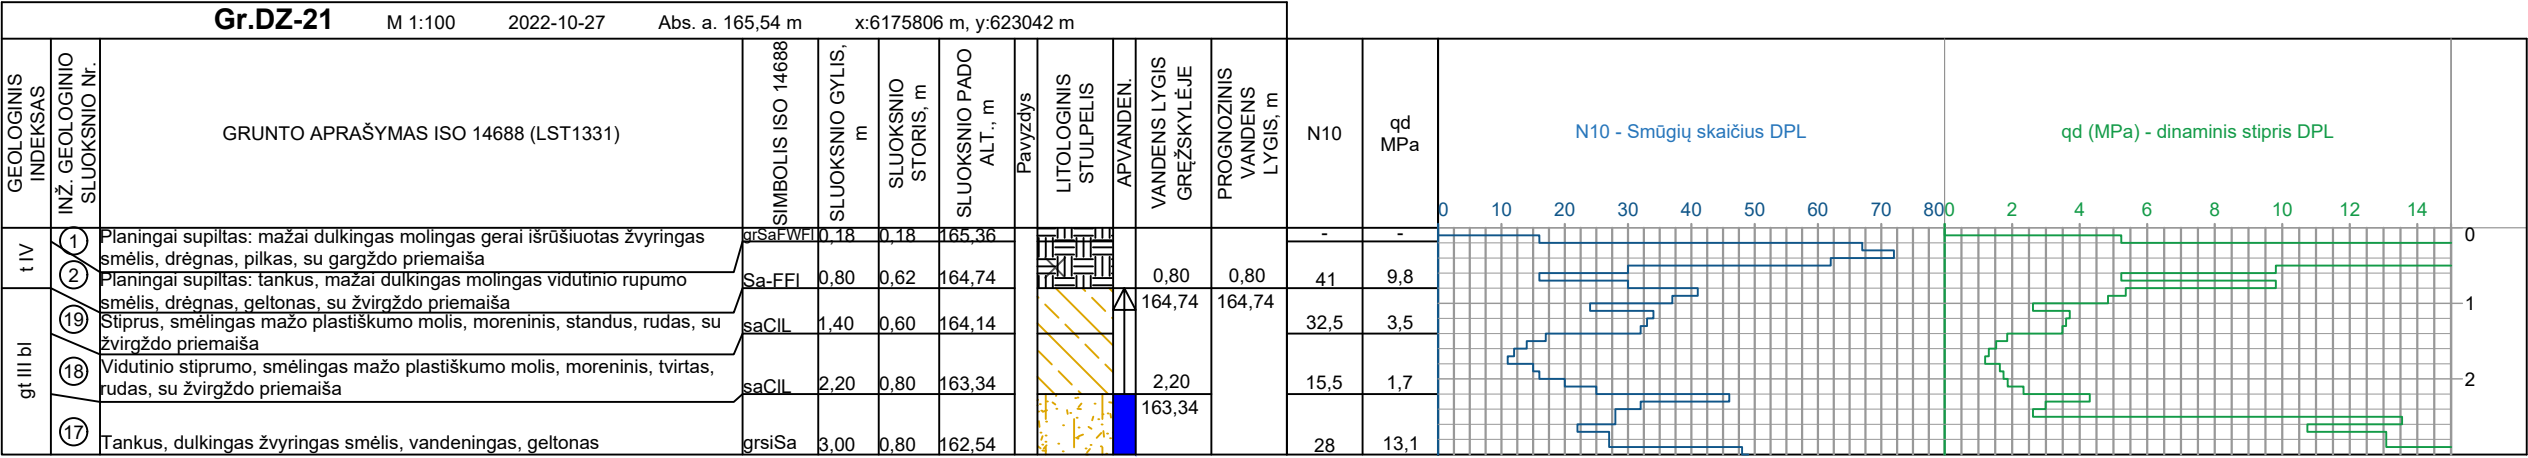 Gr.DZ-21 M 1:100 2022-10-27 Abs. a. 165,54 m x:6175806 m, y:623042 m
GEOLOGINIS
INDEKSAS
INŽ. GEOLOGINIO
SLUOKSNIO Nr.
GRUNTO APRAŠYMAS ISO 14688 (LST1331)
SIMBOLIS ISO 14688
SLUOKSNIO GYLIS,
m
SLUOKSNIO
STORIS, m
SLUOKSNIO PADO
ALT., m
Pavyzdys
LITOLOGINIS
STULPELIS
APVANDEN.
VANDENS LYGIS
GRĘŽSKYLĖJE
PROGNOZINIS
VANDENS
LYGIS, m
N10
qd
MPa
N10 - Smūgių skaičius DPL
qd (MPa) - dinaminis stipris DPL
0 10 20 30 40 50 60 70 80
0 2 4 6 8 10 12 14
t IV
1
Planingai supiltas: mažai dulkingas molingas gerai išrūšiuotas žvyringas
smėlis, drėgnas, pilkas, su gargždo priemaiša
grSaFWFl 0,18 0,18 165,36 - -
0
2
Planingai supiltas: tankus, mažai dulkingas molingas vidutinio rupumo
smėlis, drėgnas, geltonas, su žvirgždo priemaiša
Sa-FFl 0,80 0,62 164,74 0,80 0,80 41 9,8
164,74 164,74
1
gt III bl
19
Stiprus, smėlingas mažo plastiškumo molis, moreninis, standus, rudas, su
žvirgždo priemaiša
saClL 1,40 0,60 164,14 32,5 3,5
18
Vidutinio stiprumo, smėlingas mažo plastiškumo molis, moreninis, tvirtas,
rudas, su žvirgždo priemaiša
saClL 2,20 0,80 163,34 2,20 15,5 1,7
163,34
2
17
Tankus, dulkingas žvyringas smėlis, vandeningas, geltonas
grsiSa 3,00 0,80 162,54 28 13,1